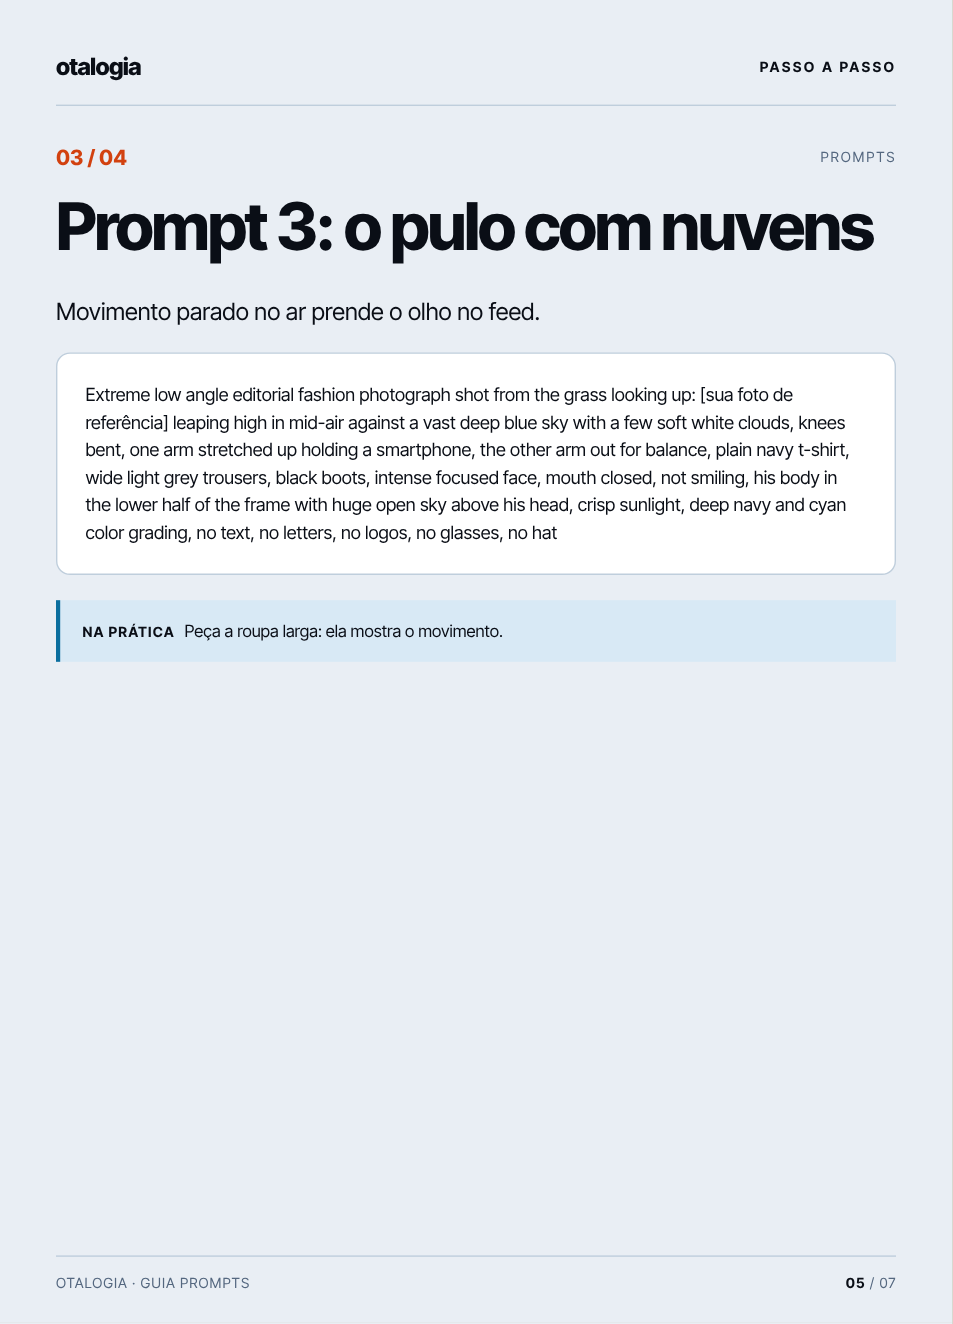 otalogia
PASSO A PASSO
03 / 04
PROMPTS
Prompt 3: o pulo com nuvens
Movimento parado no ar prende o olho no feed.
Extreme low angle editorial fashion photograph shot from the grass looking up: [sua foto de
referência] leaping high in mid-air against a vast deep blue sky with a few soft white clouds, knees
bent, one arm stretched up holding a smartphone, the other arm out for balance, plain navy t-shirt,
wide light grey trousers, black boots, intense focused face, mouth closed, not smiling, his body in
the lower half of the frame with huge open sky above his head, crisp sunlight, deep navy and cyan
color grading, no text, no letters, no logos, no glasses, no hat
NA PRÁTICA Peça a roupa larga: ela mostra o movimento.
OTALOGIA · GUIA PROMPTS
05 / 07